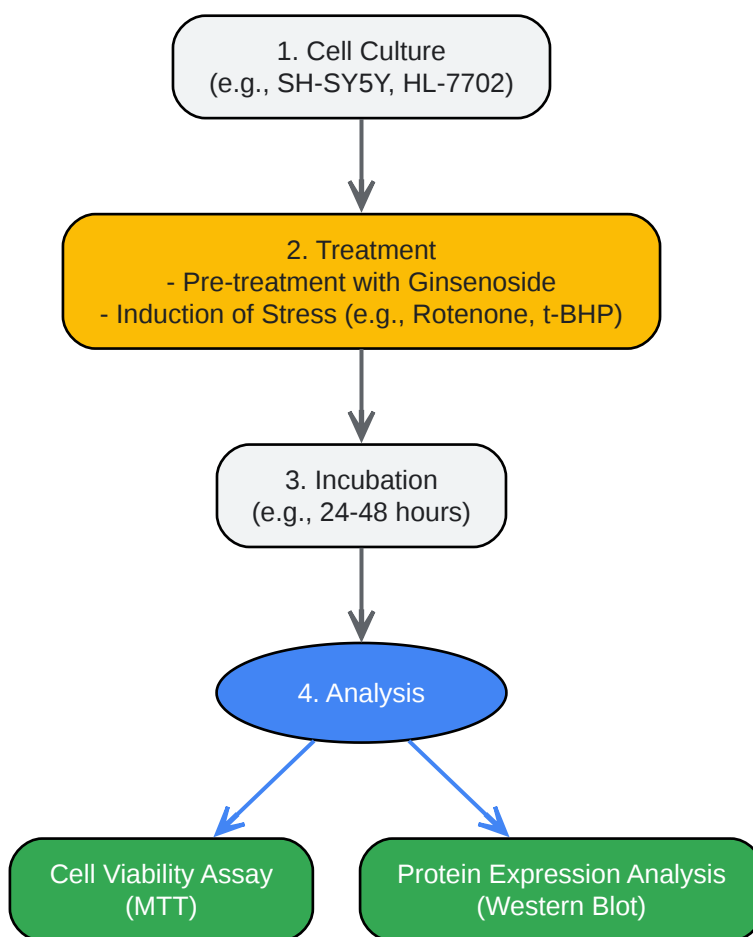 1. Cell Culture
(e.g., SH-SY5Y, HL-7702)
2. Treatment
- Pre-treatment with Ginsenoside
- Induction of Stress (e.g., Rotenone, t-BHP)
3. Incubation
(e.g., 24-48 hours)
4. Analysis
Cell Viability Assay
(MTT)
Protein Expression Analysis
(Western Blot)